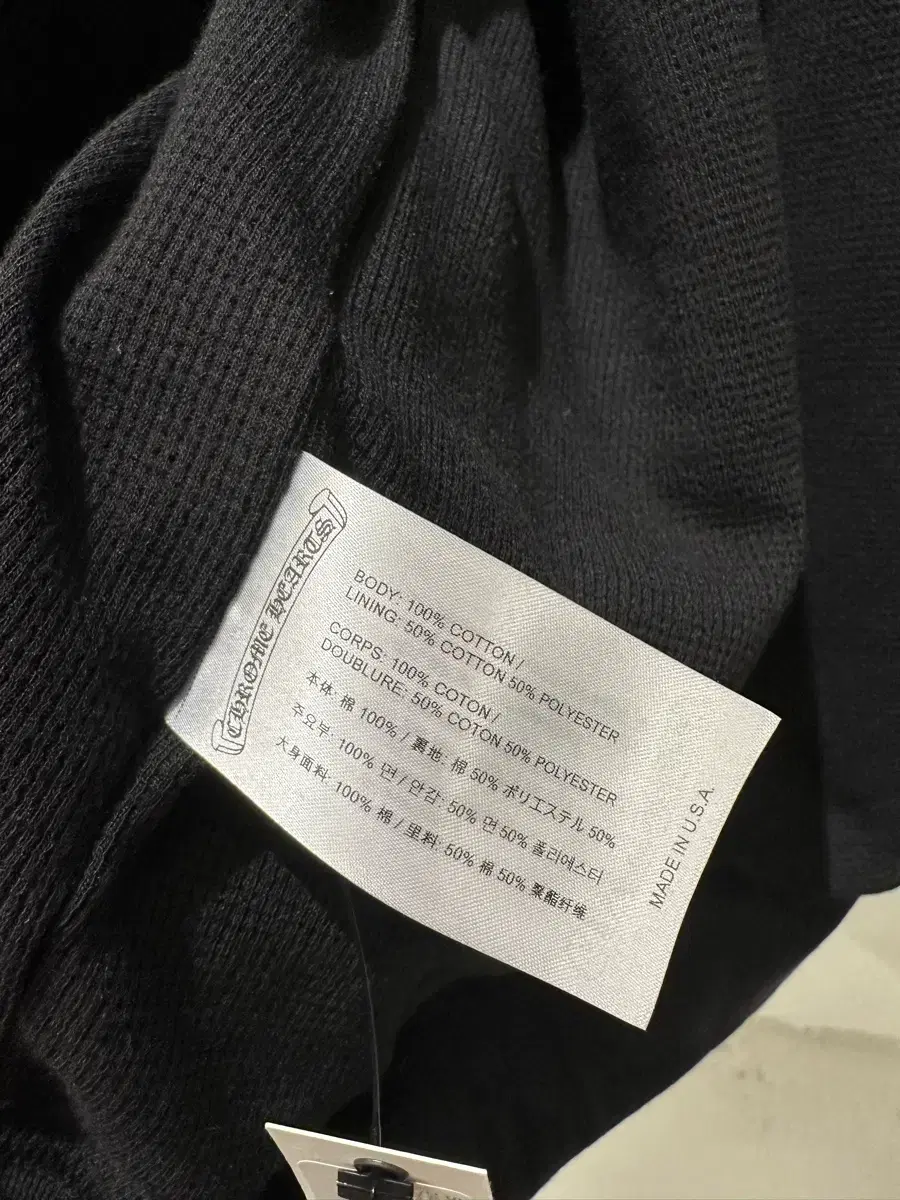 CHROME HEARTS
BODY: 100% COTTON /
LINING: 50% COTTON 50% POLYESTER
CORPS: 100% COTON /
DOUBLURE: 50% COTON 50% POLYESTER
本体: 棉 100% / 裏地: 棉 50% ポリエステル 50%
주요부: 100% 면 / 안감: 50% 면 50% 폴리에스터
大身面料: 100% 棉 / 里料: 50% 棉 50% 聚酯纤维
MADE IN U.S.A